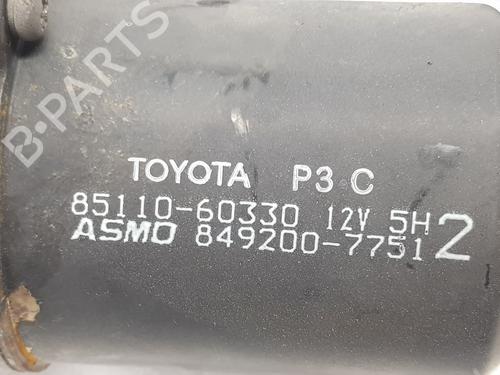 B-PARTS
TOYOTA P3 C
85110-60330 12V 5H
ASMO 849200-7751 2